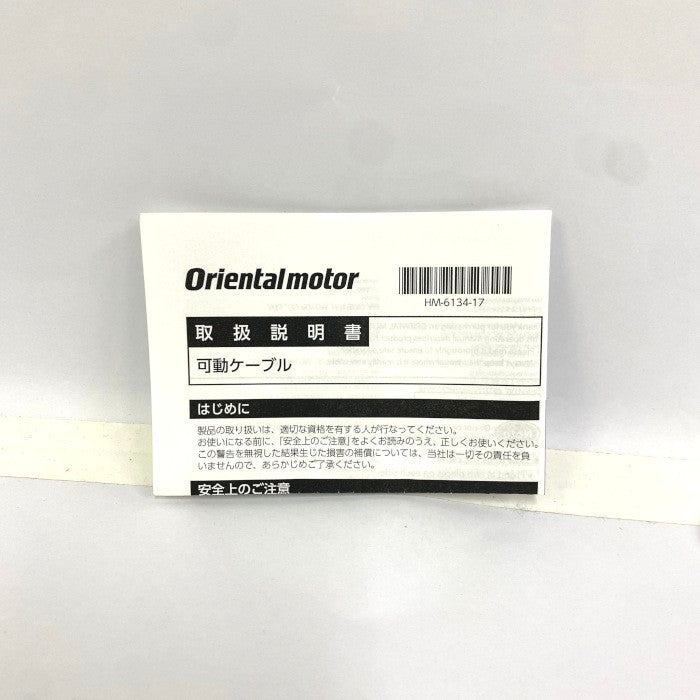 Orientalmotor
HM-6134-17
取扱説明書
可動ケーブル
はじめに
製品の取り扱いは、適切な資格を有する人が行なってください。
お使いになる前に、「安全上のご注意」をよくお読みのうえ、正しくお使いください。
この警告を無視した結果生じた損害の補償については、当社は一切その責任を負
いませんので、あらかじめご了承ください。
安全上のご注意